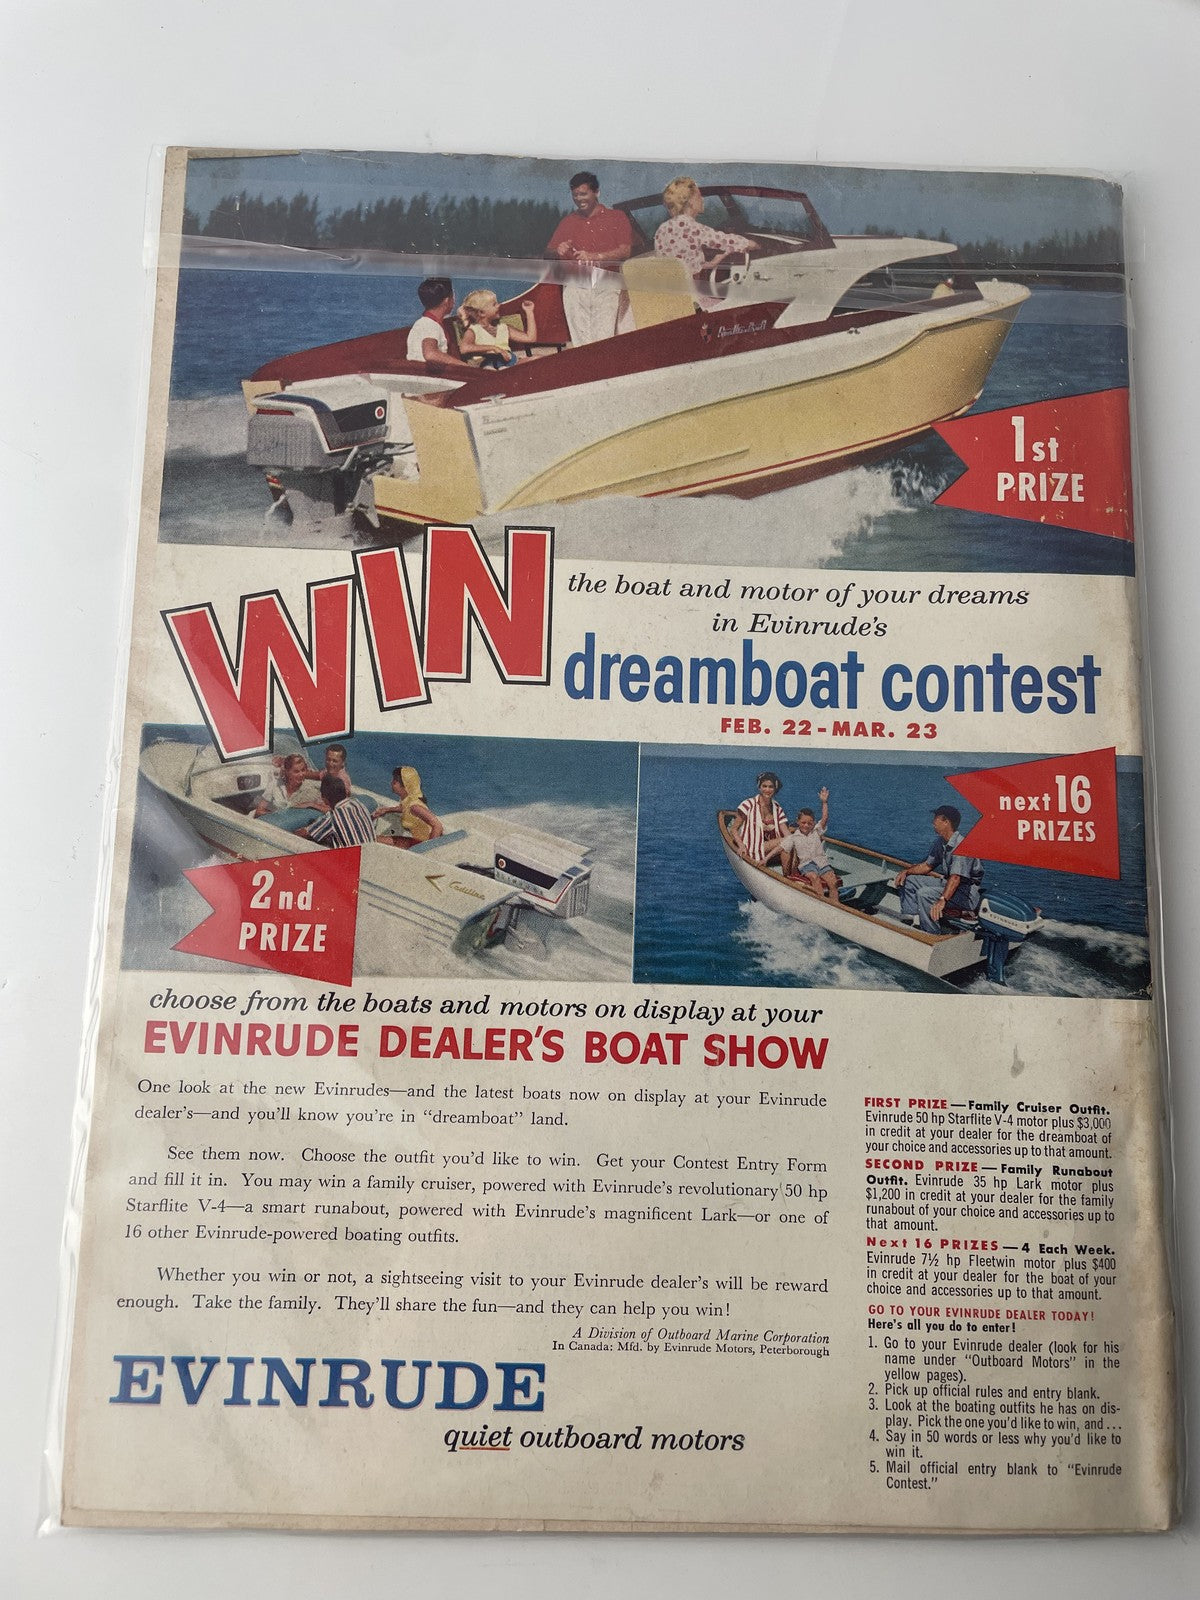 1st
PRIZE
WIN
the boat and motor of your dreams
in Evinrude's
dreamboat contest
FEB. 22 - MAR. 23
next 16
PRIZES
2nd
PRIZE
Cadillac
choose from the boats and motors on display at your
EVINRUDE DEALER'S BOAT SHOW
One look at the new Evinrudes—and the latest boats now on display at your Evinrude
dealer's—and you'll know you're in "dreamboat" land.
See them now. Choose the outfit you'd like to win. Get your Contest Entry Form
and fill it in. You may win a family cruiser, powered with Evinrude's revolutionary 50 hp
Starflite V-4—a smart runabout, powered with Evinrude's magnificent Lark—or one of
16 other Evinrude-powered boating outfits.
Whether you win or not, a sightseeing visit to your Evinrude dealer's will be reward
enough. Take the family. They'll share the fun—and they can help you win!
A Division of Outboard Marine Corporation
In Canada: Mfd. by Evinrude Motors, Peterborough
EVINRUDE
quiet outboard motors
FIRST PRIZE—Family Cruiser Outfit.
Evinrude 50 hp Starflite V-4 motor plus $3,000
in credit at your dealer for the dreamboat of
your choice and accessories up to that amount.
SECOND PRIZE—Family Runabout
Outfit. Evinrude 35 hp Lark motor plus
$1,200 in credit at your dealer for the family
runabout of your choice and accessories up to
that amount.
Next 16 PRIZES—4 Each Week.
Evinrude 7½ hp Fleetwin motor plus $400
in credit at your dealer for the boat of your
choice and accessories up to that amount.
GO TO YOUR EVINRUDE DEALER TODAY!
Here's all you do to enter!
1. Go to your Evinrude dealer (look for his
name under "Outboard Motors" in the
yellow pages).
2. Pick up official rules and entry blank.
3. Look at the boating outfits he has on dis-
play. Pick the one you'd like to win, and ...
4. Say in 50 words or less why you'd like to
win it.
5. Mail official entry blank to "Evinrude
Contest."